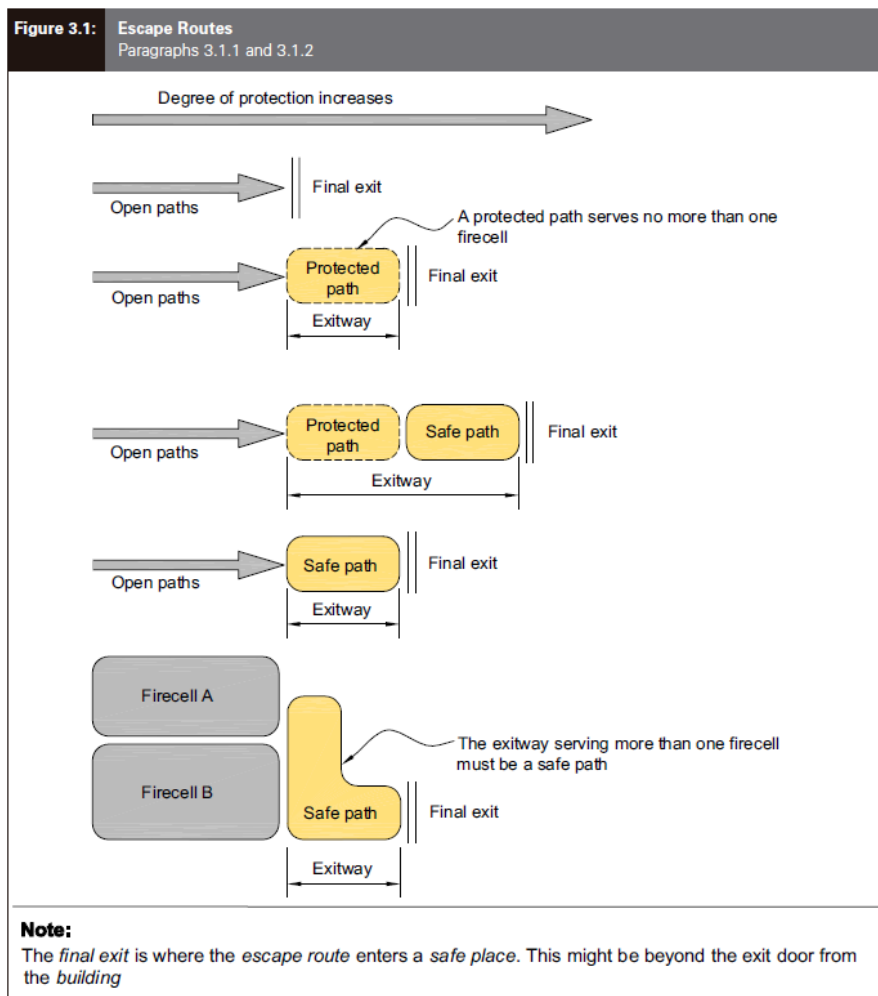 Figure 3.1: Escape Routes
Paragraphs 3.1.1 and 3.1.2
Degree of protection increases
Open paths
Final exit
A protected path serves no more than one
firecell
Open paths
Protected
path
Final exit
Exitway
Open paths
Protected
path
Safe path
Final exit
Exitway
Open paths
Safe path
Final exit
Exitway
Firecell A
Firecell B
The exitway serving more than one firecell
must be a safe path
Safe path
Final exit
Exitway
Note:
The final exit is where the escape route enters a safe place. This might be beyond the exit door from
the building